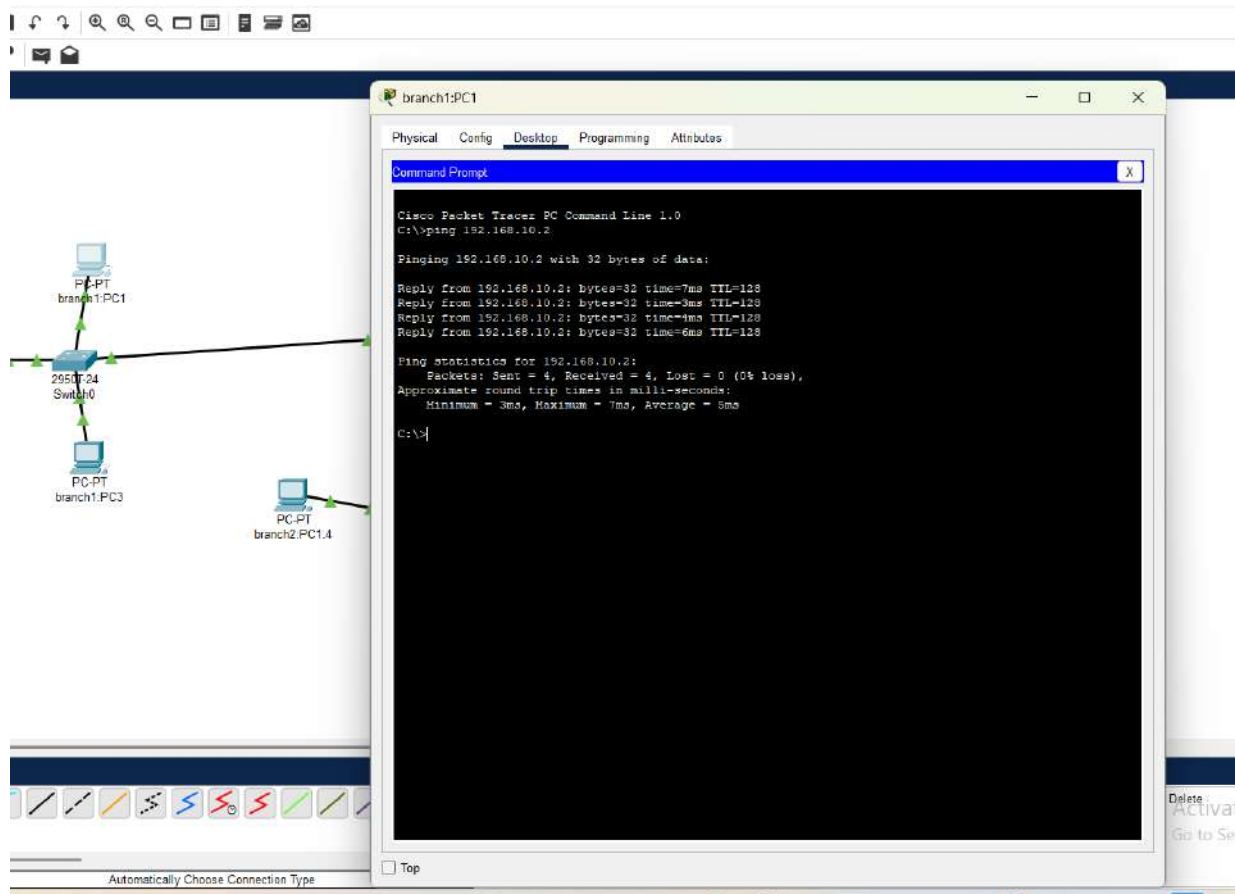 branch1:PC1
Physical Config Desktop Programming Attributes
Command Prompt
X
Cisco Packet Tracer PC Command Line 1.0
C:\>ping 192.168.10.2
Pinging 192.168.10.2 with 32 bytes of data:
Reply from 192.168.10.2: bytes=32 time=7ms TTL=128
Reply from 192.168.10.2: bytes=32 time=3ms TTL=128
Reply from 192.168.10.2: bytes=32 time=4ms TTL=128
Reply from 192.168.10.2: bytes=32 time=6ms TTL=128
Ping statistics for 192.168.10.2:
Packets: Sent = 4, Received = 4, Lost = 0 (0% loss),
Approximate round trip times in milli-seconds:
Minimum = 3ms, Maximum = 7ms, Average = 5ms
C:\>
PC-PT
branch1:PC1
2950T-24
Switch0
PC-PT
branch1:PC3
PC-PT
branch2:PC1.4
Delete
Activa
Go to Se
Top
Automatically Choose Connection Type